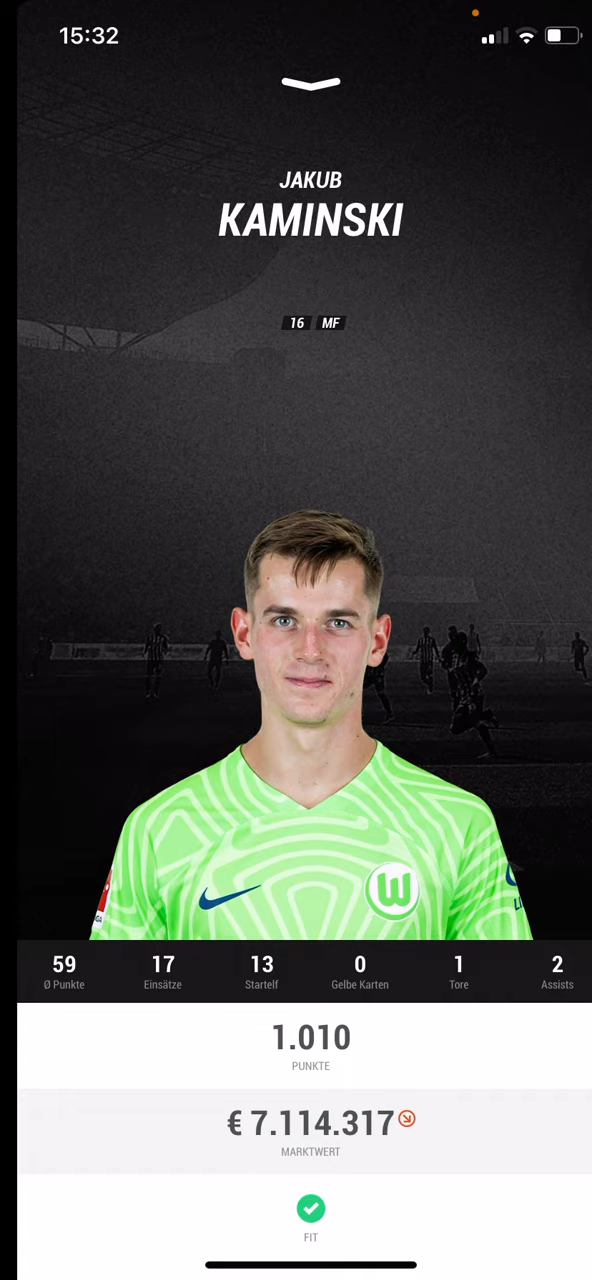 15:32
JAKUB
KAMINSKI
16 MF
W
59 17 13 0 1 2
Ø Punkte Einsätze Startelf Gelbe Karten Tore Assists
1.010
PUNKTE
€ 7.114.317
MARKTWERT
FIT